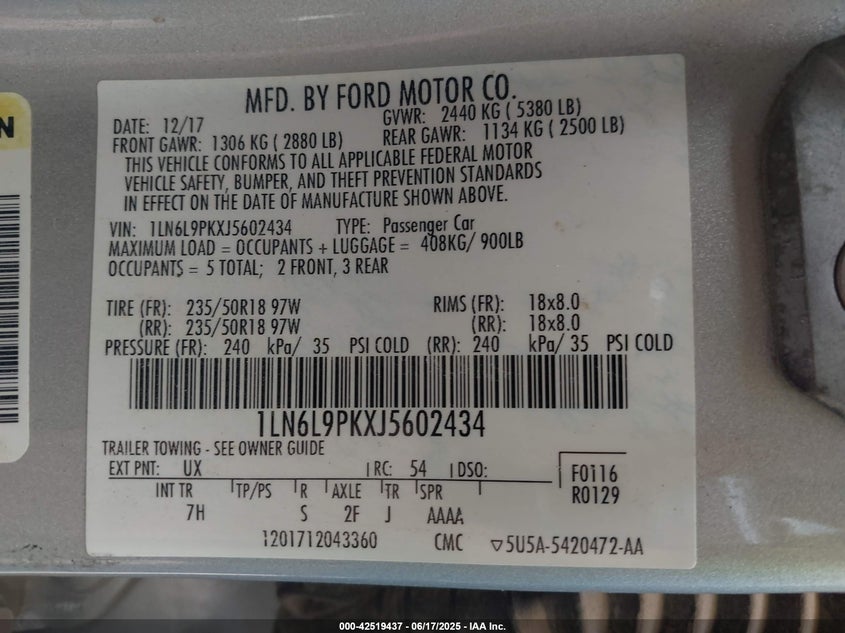 N
MFD. BY FORD MOTOR CO.
DATE: 12/17 GVWR: 2440 KG ( 5380 LB)
FRONT GAWR: 1306 KG ( 2880 LB) REAR GAWR: 1134 KG ( 2500 LB)
THIS VEHICLE CONFORMS TO ALL APPLICABLE FEDERAL MOTOR
VEHICLE SAFETY, BUMPER, AND THEFT PREVENTION STANDARDS
IN EFFECT ON THE DATE OF MANUFACTURE SHOWN ABOVE.
VIN: 1LN6L9PKXJ5602434 TYPE: Passenger Car
MAXIMUM LOAD = OCCUPANTS + LUGGAGE = 408KG/ 900LB
OCCUPANTS= 5 TOTAL; 2 FRONT, 3 REAR
TIRE (FR): 235/50R18 97W RIMS (FR): 18x8.0
(RR): 235/50R18 97W (RR): 18x8.0
PRESSURE (FR): 240 kPa/ 35 PSI COLD (RR): 240 kPa/ 35 PSI COLD
1LN6L9PKXJ5602434
TRAILER TOWING - SEE OWNER GUIDE
EXT PNT: UX RC: 54 DSO: F0116
R0129
INT TR TP/PS R AXLE TR SPR
7H S 2F J AAAA
1201712043360 CMC ▽5U5A-5420472-AA
000-42519437 - 06/17/2025 - IAA Inc.